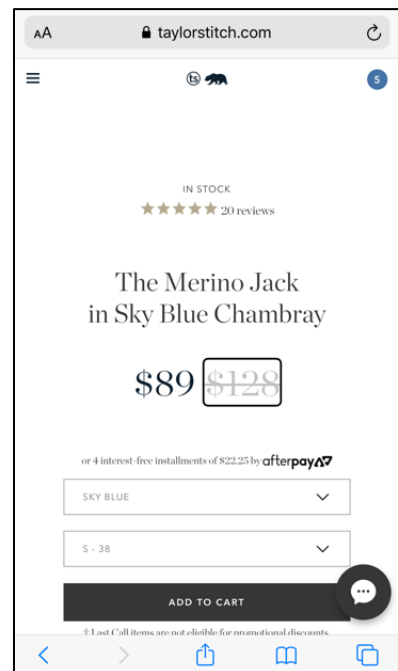 AA taylorstitch.com
ts 5
IN STOCK
20 reviews
The Merino Jack
in Sky Blue Chambray
$89 $128
or 4 interest-free installments of $22.25 by afterpay
SKY BLUE
S - 38
ADD TO CART
† Last Call items are not eligible for promotional discounts